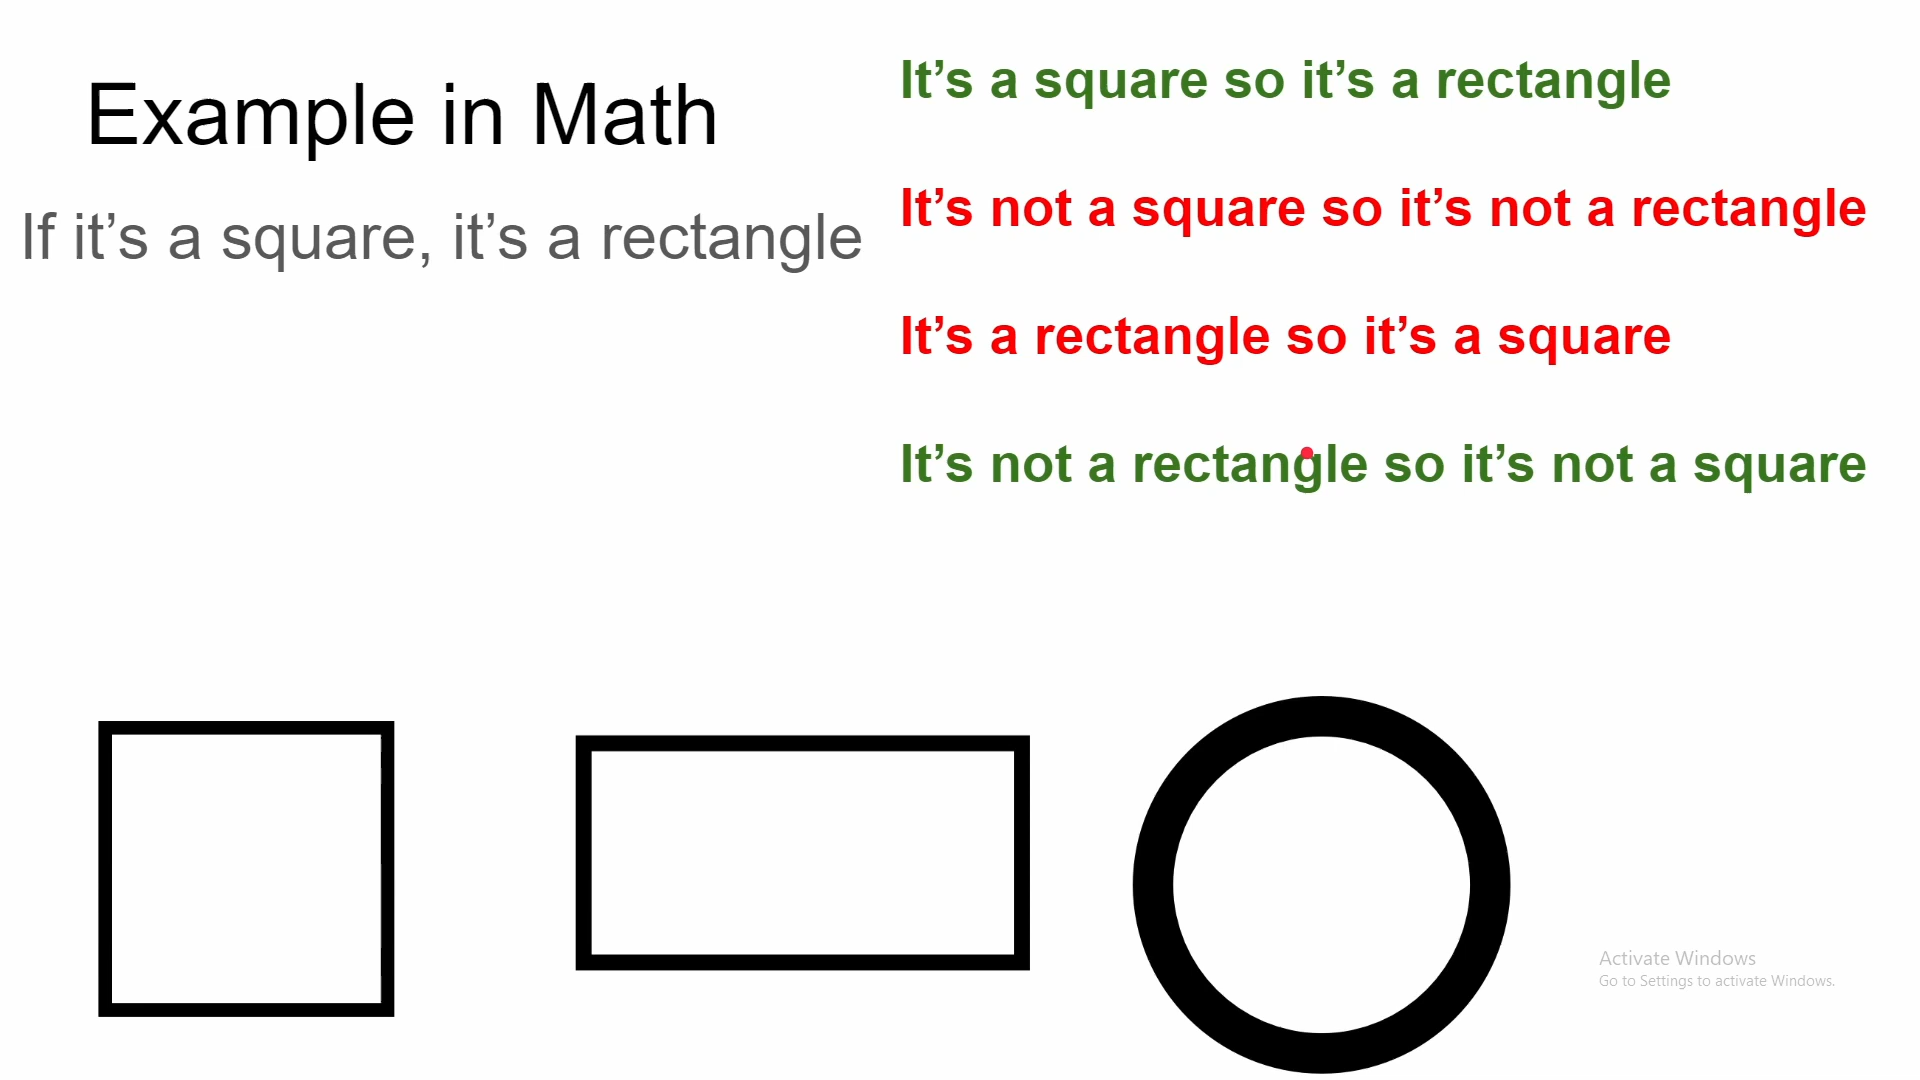 Example in Math
If it’s a square, it’s a rectangle
It’s a square so it’s a rectangle
It’s not a square so it’s not a rectangle
It’s a rectangle so it’s a square
It’s not a rectangle so it’s not a square
Activate Windows
Go to Settings to activate Windows.